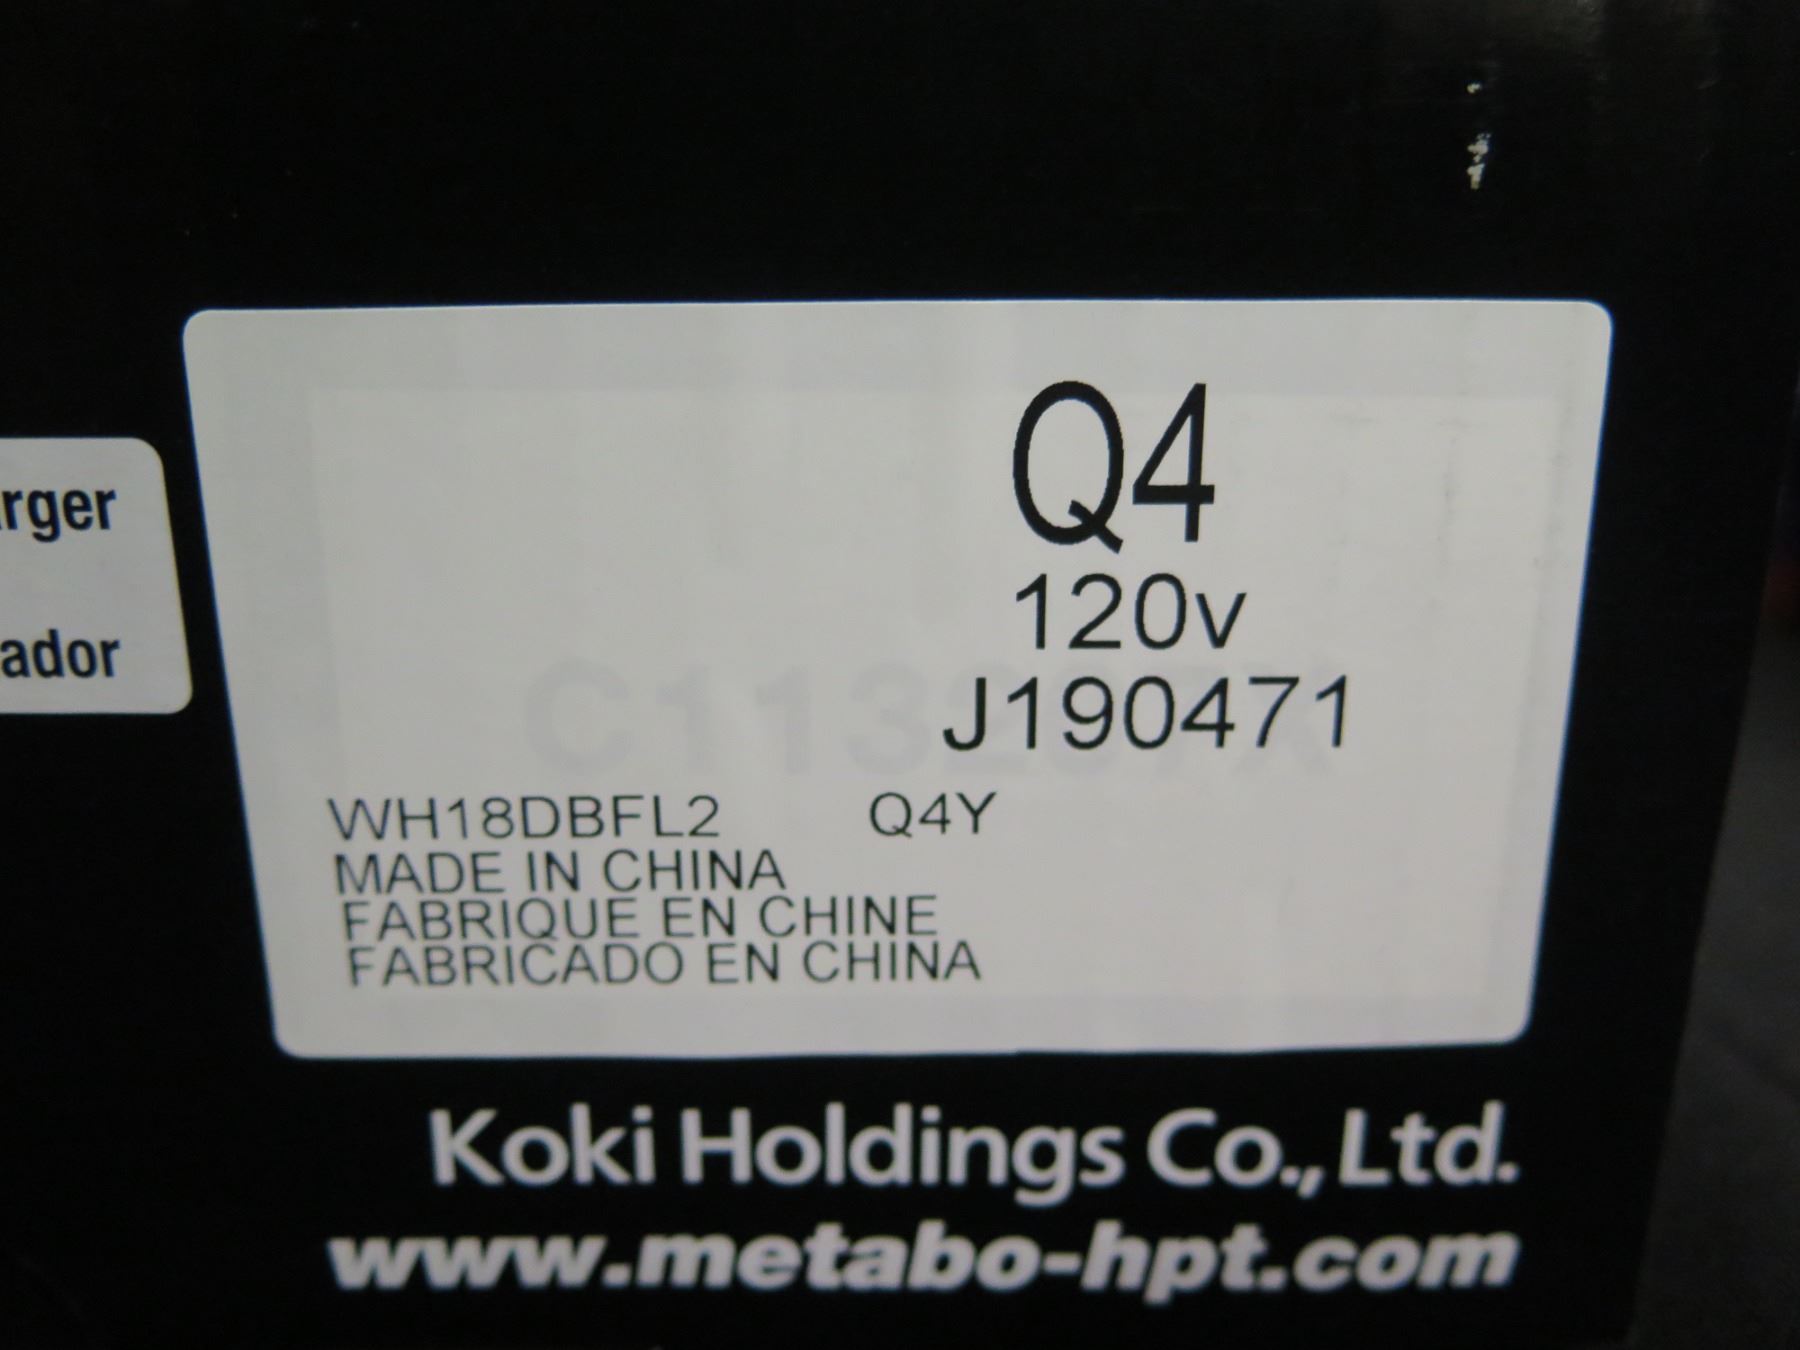 rger
ador
Q4
120v
J190471
WH18DBFL2 Q4Y
MADE IN CHINA
FABRIQUE EN CHINE
FABRICADO EN CHINA
Koki Holdings Co., Ltd.
www.metabo-hpt.com